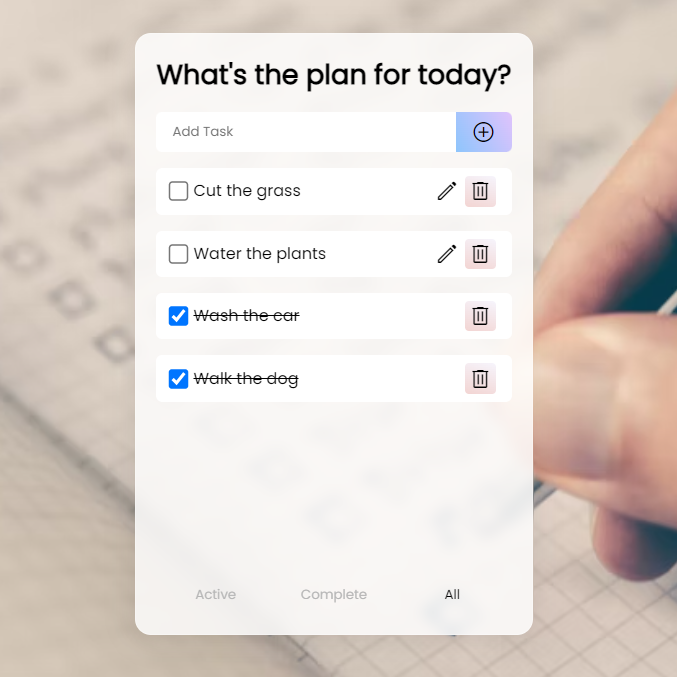 What's the plan for today?
Add Task
Cut the grass
Water the plants
Wash the car
Walk the dog
Active Complete All